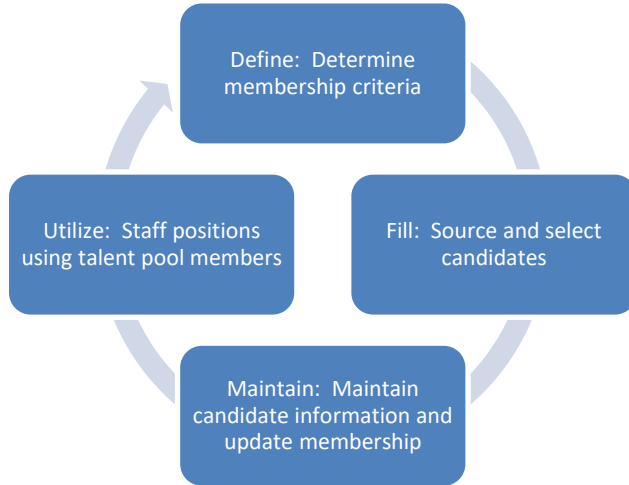 Define: Determine
membership criteria
Fill: Source and select
candidates
Maintain: Maintain
candidate information and
update membership
Utilize: Staff positions
using talent pool members